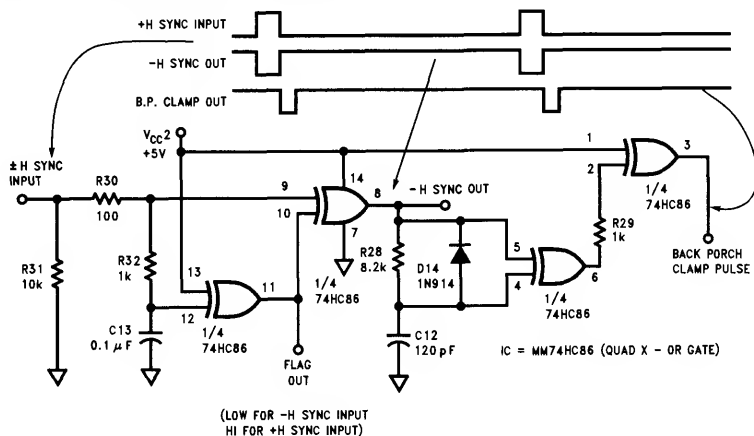 +H SYNC INPUT
-H SYNC OUT
B.P. CLAMP OUT
VCC2
+5V
± H SYNC
INPUT
R30
100
R31
10k
R32
1k
C13
0.1 μF
13
12
11
1/4
74HC86
FLAG
OUT
(LOW FOR -H SYNC INPUT
HI FOR +H SYNC INPUT)
9
10
14
8
7
1/4
74HC86
-H SYNC OUT
R28
8.2k
D14
1N914
C12
120 pF
5
4
6
1/4
74HC86
R29
1k
1
2
3
1/4
74HC86
BACK PORCH
CLAMP PULSE
IC = MM74HC86 (QUAD X - OR GATE)